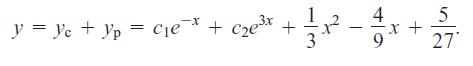 y = y_c + y_p = c_1e^{-x} + c_2e^{3x} + \frac{1}{3}x^2 - \frac{4}{9}x + \frac{5}{27}.